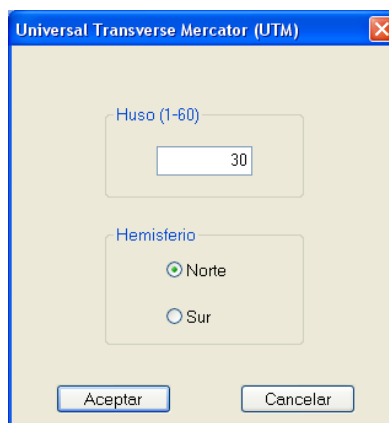 Universal Transverse Mercator (UTM)
Huso (1-60)
30
Hemisferio
Norte
Sur
Aceptar Cancelar